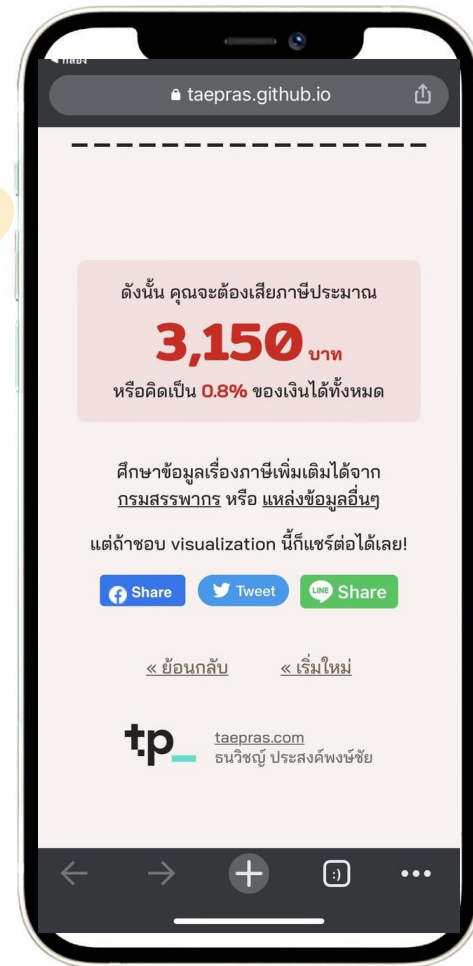 taepras.github.io
ดังนั้น คุณจะต้องเสียภาษีประมาณ
3,150 บาท
หรือคิดเป็น 0.8% ของเงินได้ทั้งหมด
ศึกษาข้อมูลเรื่องภาษีเพิ่มเติมได้จาก
กรมสรรพากร หรือ แหล่งข้อมูลอื่นๆ
แต่ถ้าชอบ visualization นี้ก็แชร์ต่อได้เลย!
Share Tweet LINE Share
« ย้อนกลับ « เริ่มใหม่
tp_
taepras.com
ธนวิชญ์ ประสงค์พงษ์ชัย
:)